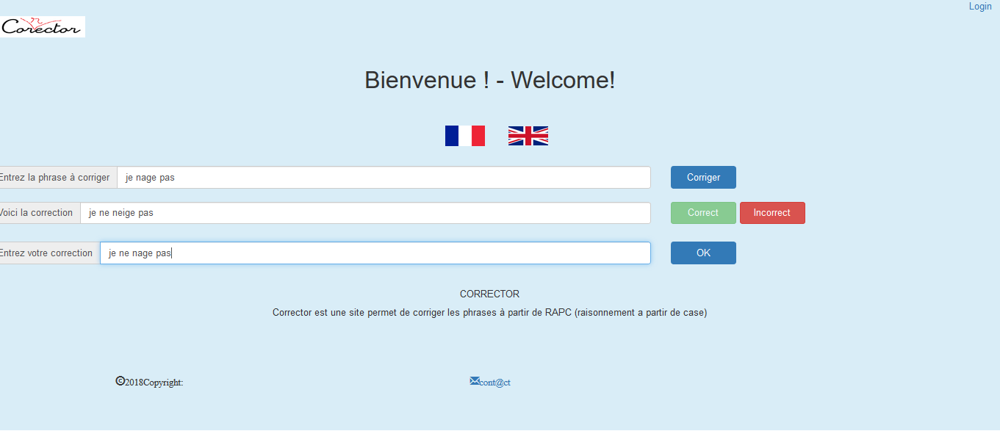 Login
Corector
Bienvenue ! - Welcome!
Entrez la phrase à corriger je nage pas Corriger
Voici la correction je ne neige pas Correct Incorrect
Entrez votre correction je ne nage pas OK
CORRECTOR
Corrector est une site permet de corriger les phrases à partir de RAPC (raisonnement a partir de case)
©2018Copyright: cont@ct